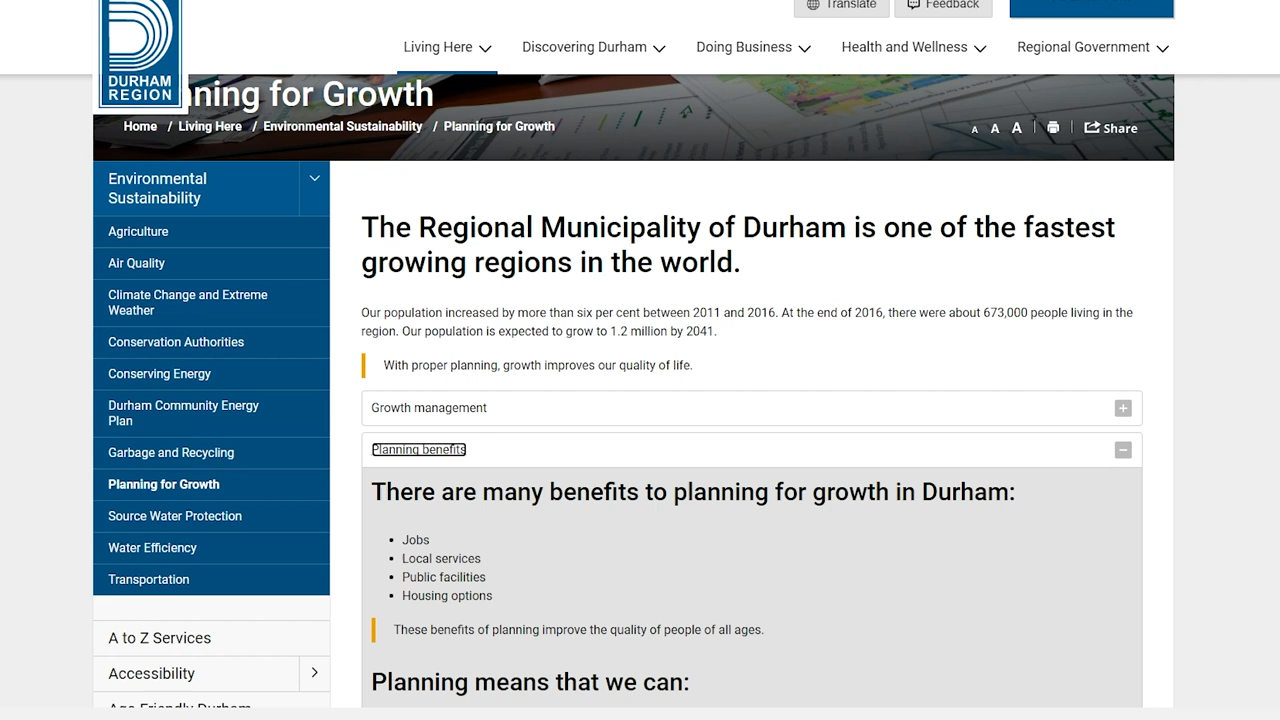 Translate
Feedback
DURHAM
REGION
Living Here
Discovering Durham
Doing Business
Health and Wellness
Regional Government
nning for Growth
Home / Living Here / Environmental Sustainability / Planning for Growth
A A A
Share
Environmental
Sustainability
Agriculture
Air Quality
Climate Change and Extreme
Weather
Conservation Authorities
Conserving Energy
Durham Community Energy
Plan
Garbage and Recycling
Planning for Growth
Source Water Protection
Water Efficiency
Transportation
A to Z Services
Accessibility
Age-Friendly Durham
The Regional Municipality of Durham is one of the fastest
growing regions in the world.
Our population increased by more than six per cent between 2011 and 2016. At the end of 2016, there were about 673,000 people living in the
region. Our population is expected to grow to 1.2 million by 2041.
With proper planning, growth improves our quality of life.
Growth management
Planning benefits
There are many benefits to planning for growth in Durham:
• Jobs
• Local services
• Public facilities
• Housing options
These benefits of planning improve the quality of people of all ages.
Planning means that we can: